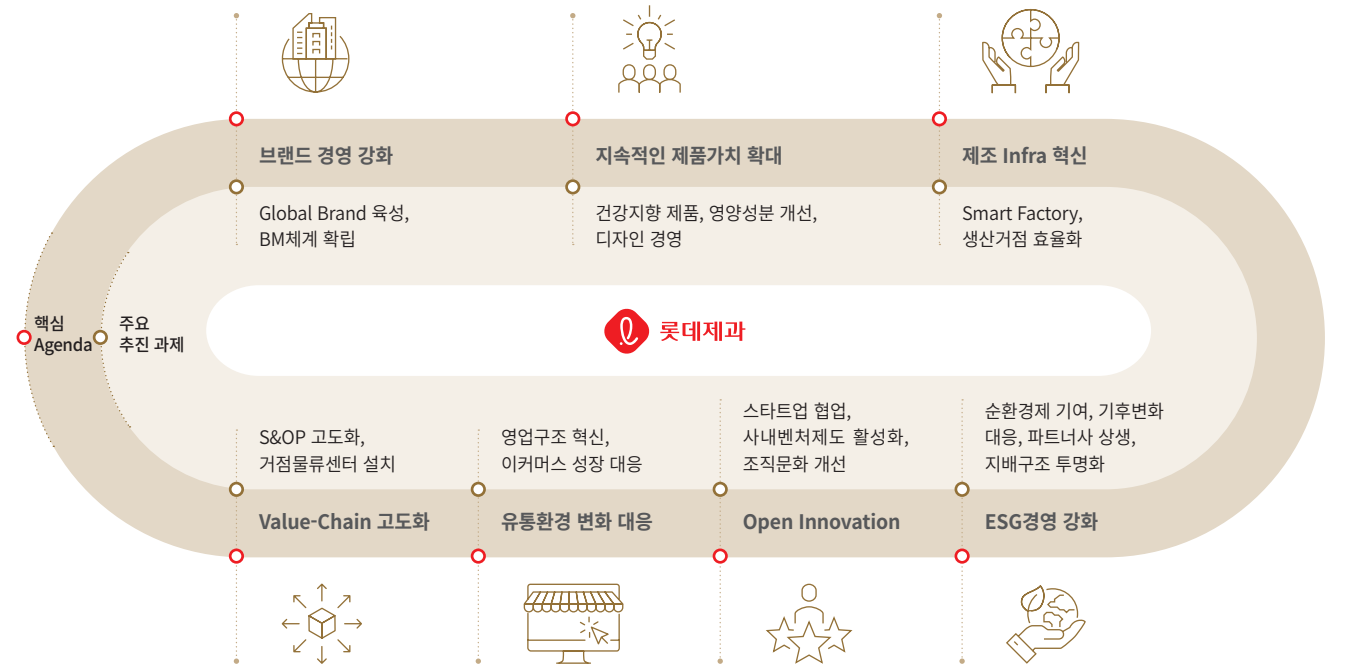 브랜드 경영 강화
지속적인 제품가치 확대
제조 Infra 혁신
Global Brand 육성,
BM체계 확립
건강지향 제품, 영양성분 개선,
디자인 경영
Smart Factory,
생산거점 효율화
핵심
Agenda
주요
추진 과제
롯데제과
S&OP 고도화,
거점물류센터 설치
영업구조 혁신,
이커머스 성장 대응
스타트업 협업,
사내벤처제도 활성화,
조직문화 개선
순환경제 기여, 기후변화
대응, 파트너사 상생,
지배구조 투명화
Value-Chain 고도화
유통환경 변화 대응
Open Innovation
ESG경영 강화